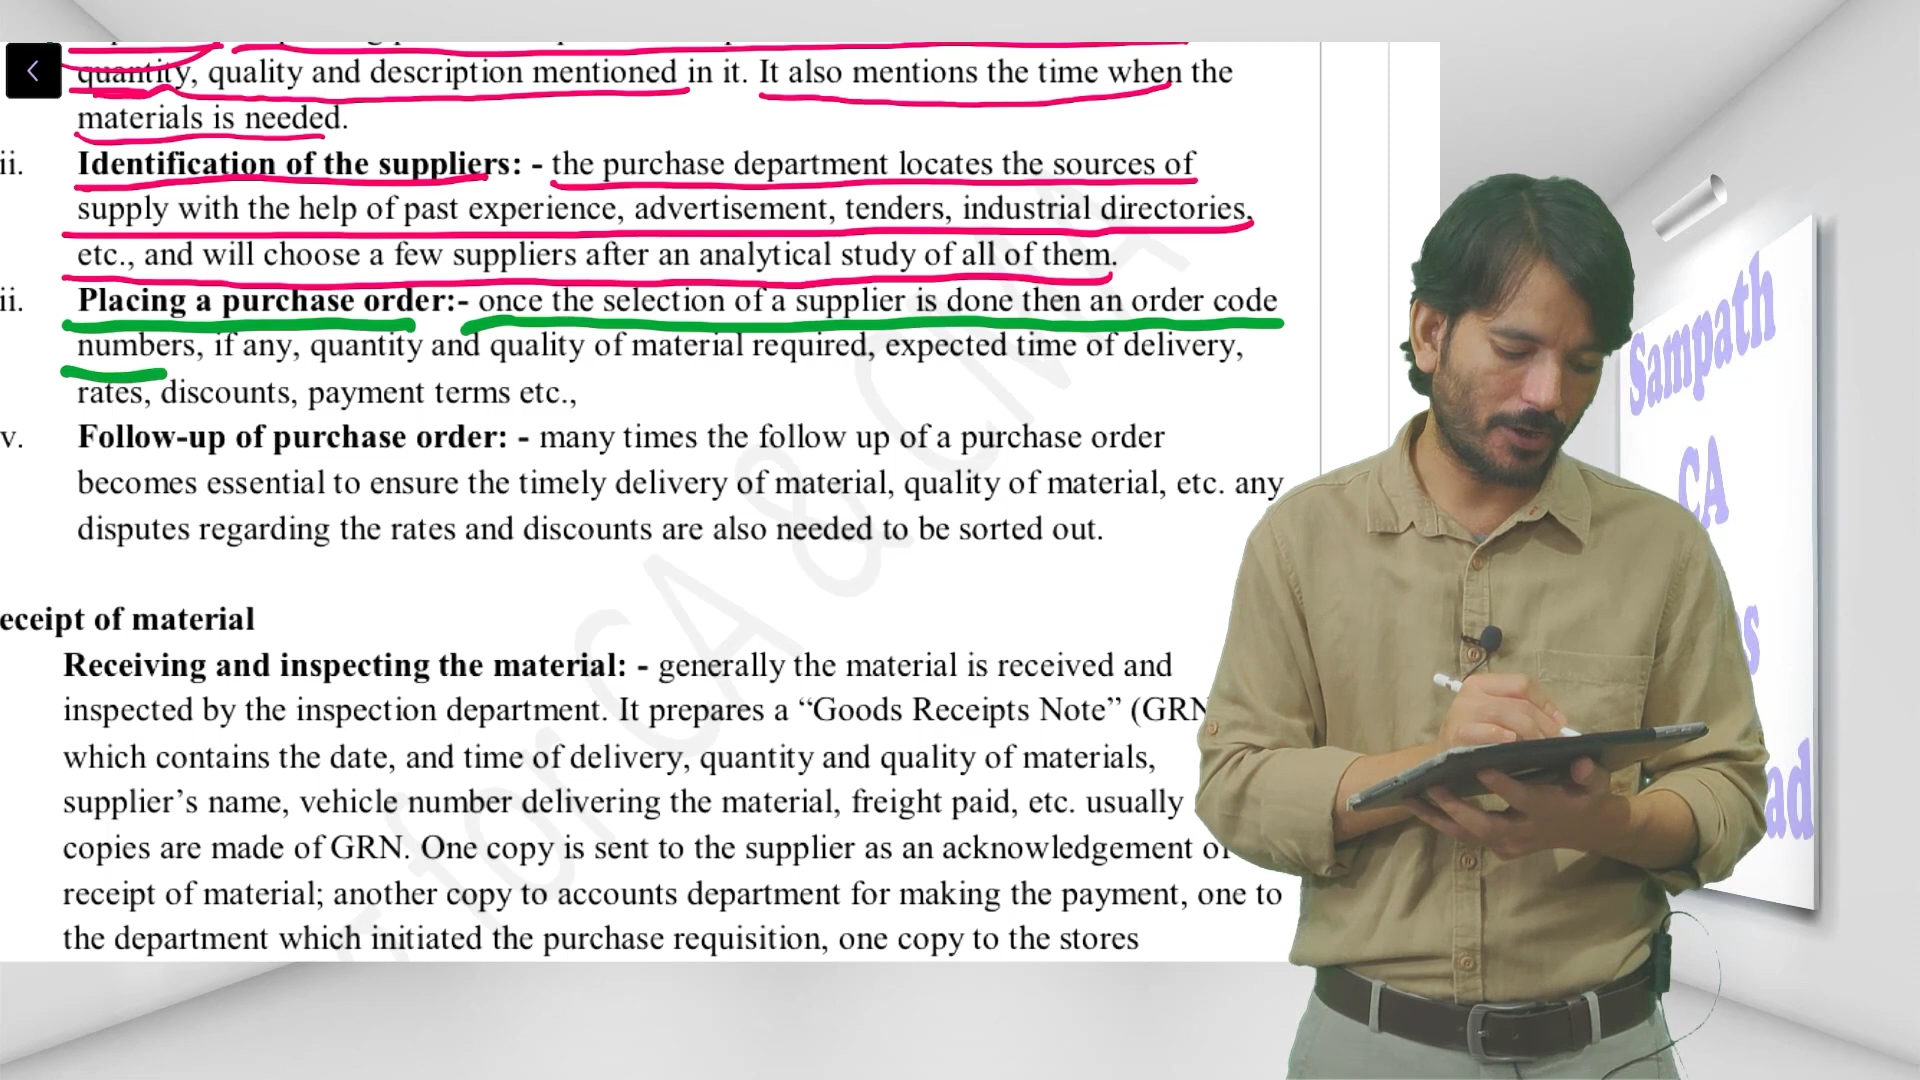 quantity, quality and description mentioned in it. It also mentions the time when the
materials is needed.
ii. Identification of the suppliers: - the purchase department locates the sources of
supply with the help of past experience, advertisement, tenders, industrial directories,
etc., and will choose a few suppliers after an analytical study of all of them.
ii. Placing a purchase order:- once the selection of a supplier is done then an order code
numbers, if any, quantity and quality of material required, expected time of delivery,
rates, discounts, payment terms etc.,
v. Follow-up of purchase order: - many times the follow up of a purchase order
becomes essential to ensure the timely delivery of material, quality of material, etc. any
disputes regarding the rates and discounts are also needed to be sorted out.
eceipt of material
Receiving and inspecting the material: - generally the material is received and
inspected by the inspection department. It prepares a “Goods Receipts Note” (GRN
which contains the date, and time of delivery, quantity and quality of materials,
supplier’s name, vehicle number delivering the material, freight paid, etc. usually
copies are made of GRN. One copy is sent to the supplier as an acknowledgement of
receipt of material; another copy to accounts department for making the payment, one to
the department which initiated the purchase requisition, one copy to the stores
for CA & CMA
Sampath
CA
s
ad